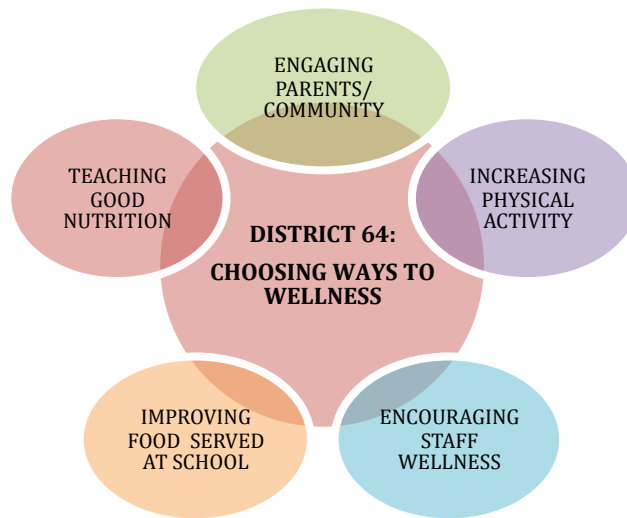 ENGAGING
PARENTS/
COMMUNITY
TEACHING
GOOD
NUTRITION
INCREASING
PHYSICAL
ACTIVITY
DISTRICT 64:
CHOOSING WAYS TO
WELLNESS
IMPROVING
FOOD SERVED
AT SCHOOL
ENCOURAGING
STAFF
WELLNESS